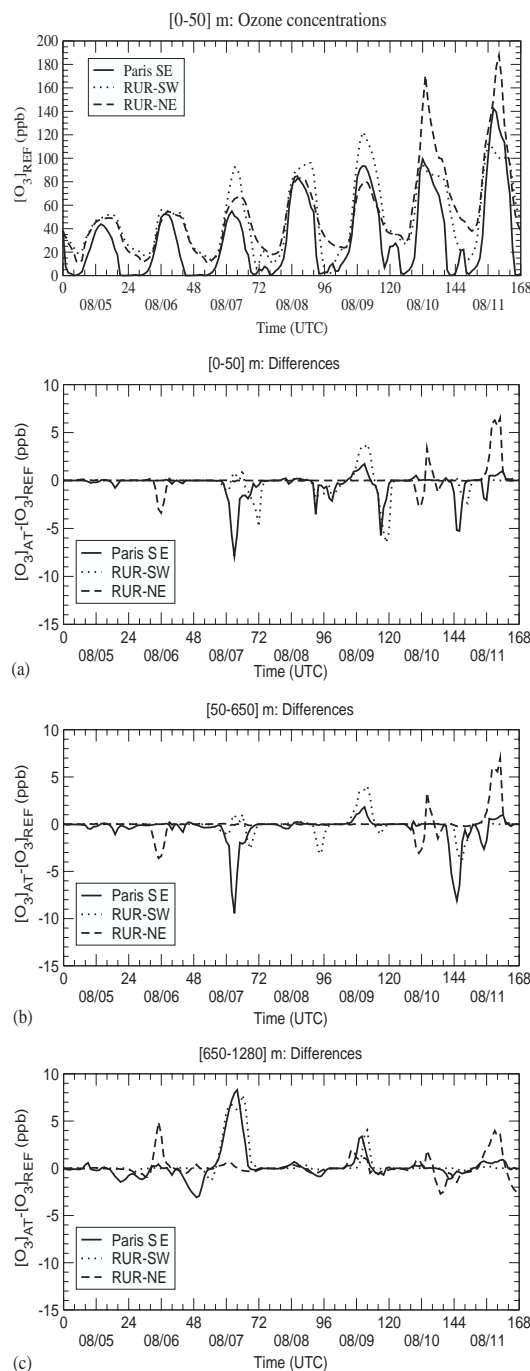 [0-50] m: Ozone concentrations
[O3]REF (ppb)
200
180
160
140
120
100
80
60
40
20
0
Paris SE
RUR-SW
RUR-NE
0 24 48 72 96 120 144 168
08/05 08/06 08/07 08/08 08/09 08/10 08/11
Time (UTC)
[0-50] m: Differences
[O3]AT-[O3]REF (ppb)
10
5
0
-5
-10
-15
Paris SE
RUR-SW
RUR-NE
0 24 48 72 96 120 144 168
08/05 08/06 08/07 08/08 08/09 08/10 08/11
(a) Time (UTC)
[50-650] m: Differences
[O3]AT-[O3]REF (ppb)
10
5
0
-5
-10
-15
Paris SE
RUR-SW
RUR-NE
0 24 48 72 96 120 144 168
08/05 08/06 08/07 08/08 08/09 08/10 08/11
(b) Time (UTC)
[650-1280] m: Differences
[O3]AT-[O3]REF (ppb)
10
5
0
-5
-10
-15
Paris SE
RUR-SW
RUR-NE
0 24 48 72 96 120 144 168
08/05 08/06 08/07 08/08 08/09 08/10 08/11
(c) Time (UTC)